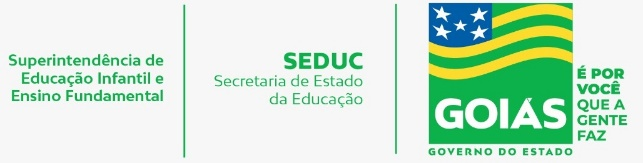 Superintendência de
Educação Infantil e
Ensino Fundamental
SEDUC
Secretaria de Estado
da Educação
GOIÁS
GOVERNO DO ESTADO
É POR
VOCÊ
QUE A
GENTE
FAZ